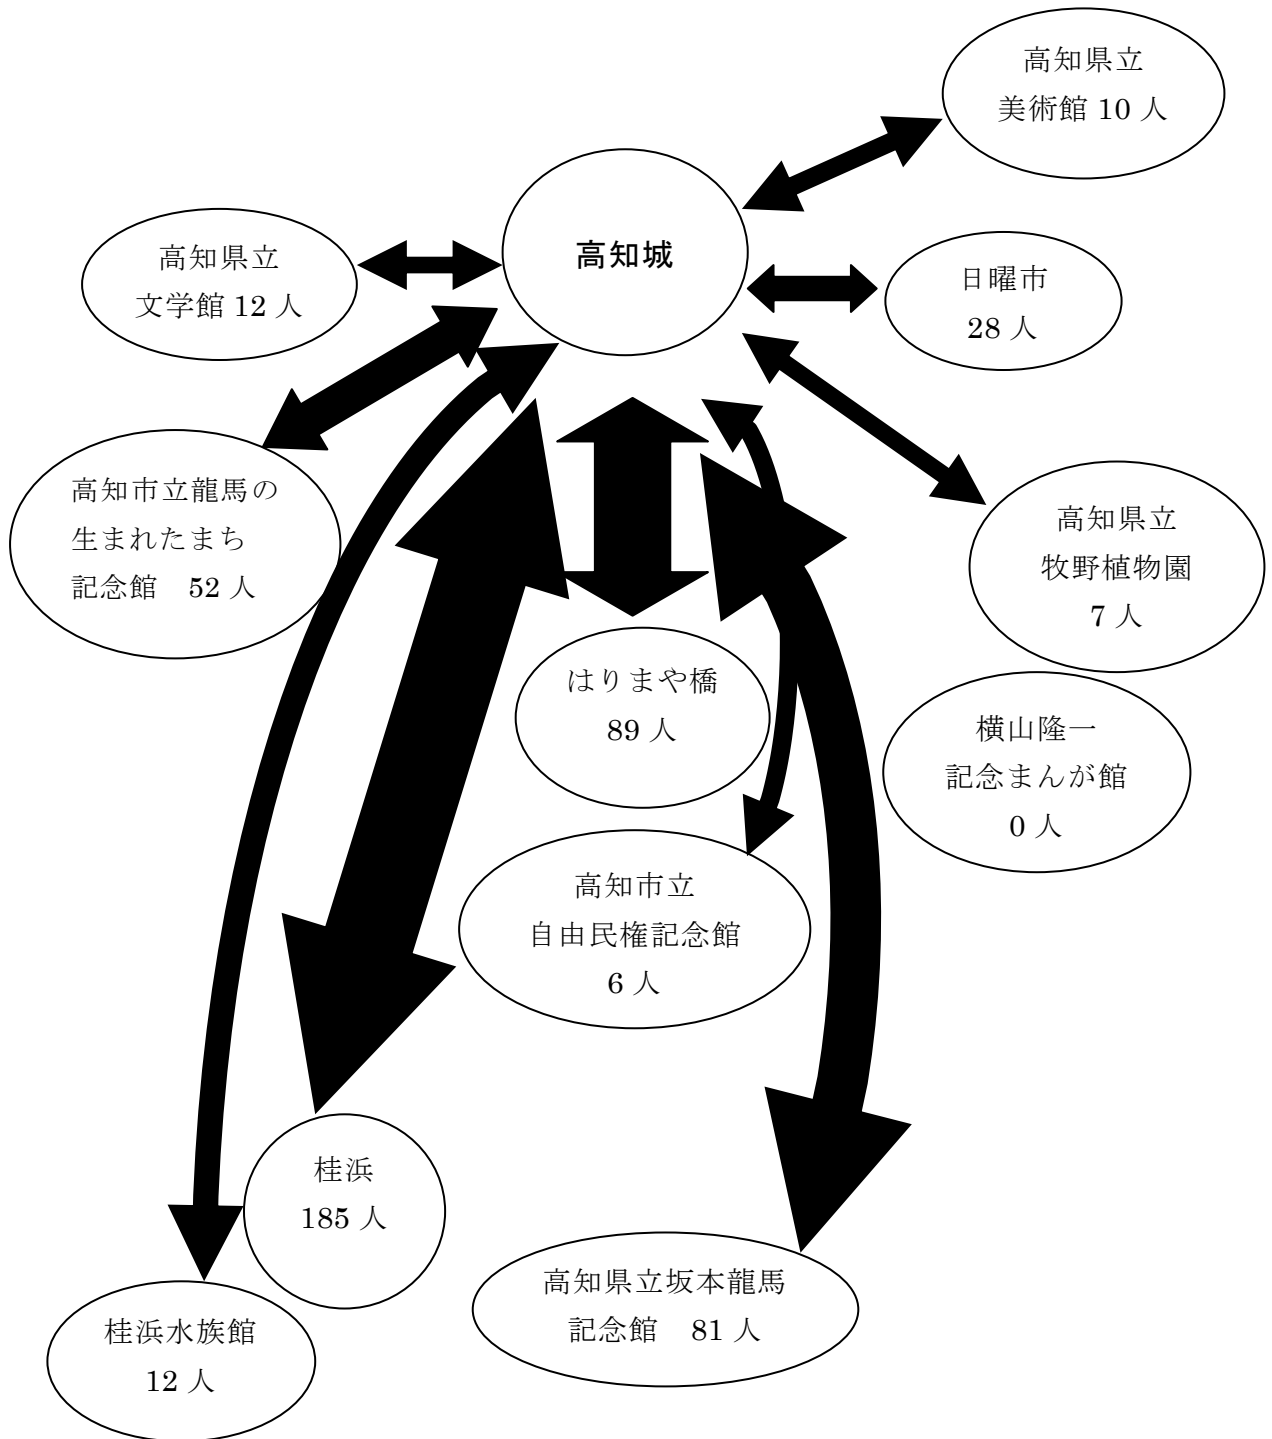 高知県立
美術館 10 人
高知城
高知県立
文学館 12 人
日曜市
28 人
高知市立龍馬の
生まれたまち
記念館　52 人
高知県立
牧野植物園
7 人
はりまや橋
89 人
横山隆一
記念まんが館
0 人
高知市立
自由民権記念館
6 人
桂浜
185 人
高知県立坂本龍馬
記念館　81 人
桂浜水族館
12 人